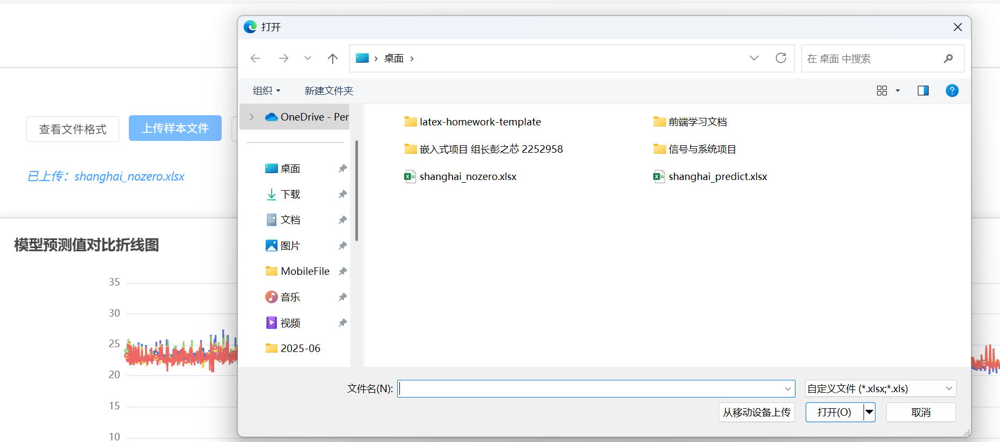 打开
桌面
在 桌面 中搜索
组织
新建文件夹
查看文件格式
上传样本文件
已上传：shanghai_nozero.xlsx
模型预测值对比折线图
35
30
25
20
15
10
OneDrive - Per
桌面
下载
文档
图片
MobileFile
音乐
视频
2025-06
latex-homework-template
前端学习文档
嵌入式项目 组长彭之芯 2252958
信号与系统项目
shanghai_nozero.xlsx
shanghai_predict.xlsx
文件名(N):
自定义文件 (*.xlsx;*.xls)
从移动设备上传
打开(O)
取消